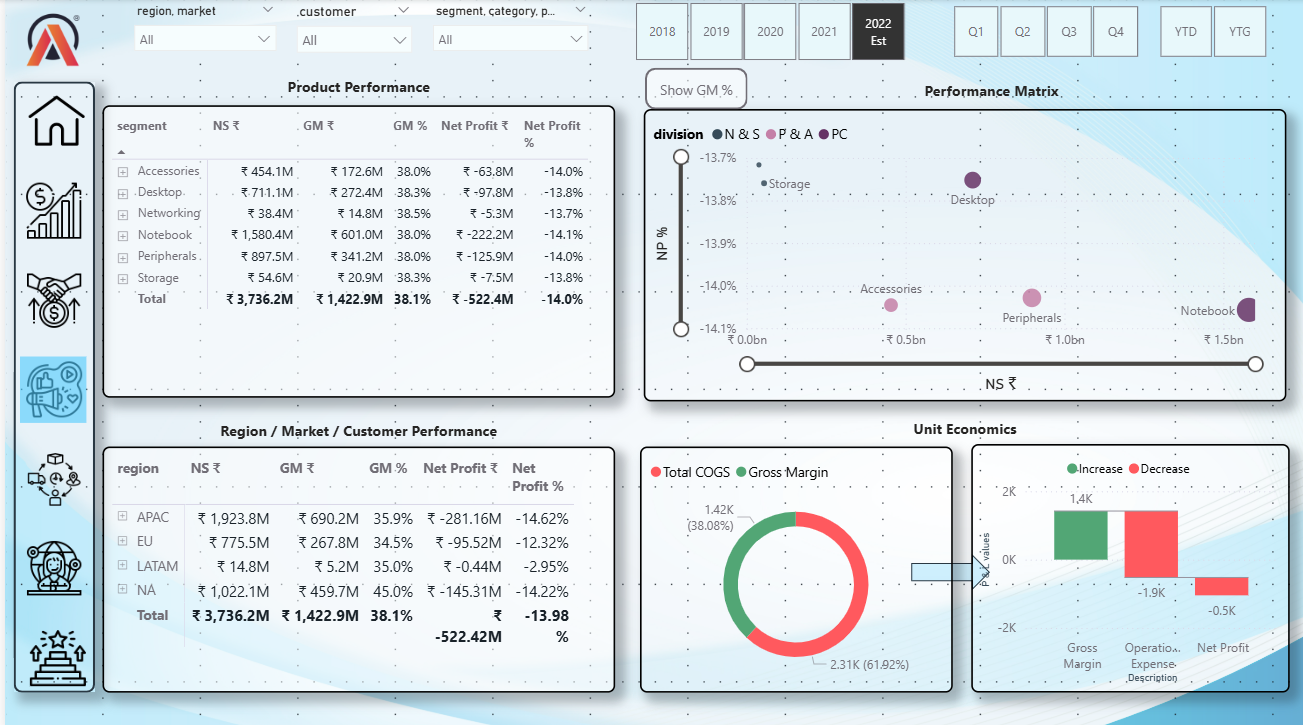 region, market
customer
segment, category, p...
All
All
All
2018
2019
2020
2021
2022
Est
Q1
Q2
Q3
Q4
YTD
YTG
Product Performance
segment NS ₹ GM ₹ GM % Net Profit ₹ Net Profit
%
Accessories ₹ 454.1M ₹ 172.6M 38.0% ₹ -63.8M -14.0%
Desktop ₹ 711.1M ₹ 272.4M 38.3% ₹ -97.8M -13.8%
Networking ₹ 38.4M ₹ 14.8M 38.5% ₹ -5.3M -13.7%
Notebook ₹ 1,580.4M ₹ 601.0M 38.0% ₹ -222.2M -14.1%
Peripherals ₹ 897.5M ₹ 341.2M 38.0% ₹ -125.9M -14.0%
Storage ₹ 54.6M ₹ 20.9M 38.3% ₹ -7.5M -13.8%
Total ₹ 3,736.2M ₹ 1,422.9M 38.1% ₹ -522.4M -14.0%
Show GM %
Performance Matrix
division N & S P & A PC
NP %
-13.7%
-13.8%
-13.9%
-14.0%
-14.1%
Storage
Desktop
Accessories
Peripherals
Notebook
₹ 0.0bn ₹ 0.5bn ₹ 1.0bn ₹ 1.5bn
NS ₹
Region / Market / Customer Performance
region NS ₹ GM ₹ GM % Net Profit ₹ Net
Profit %
APAC ₹ 1,923.8M ₹ 690.2M 35.9% ₹ -281.16M -14.62%
EU ₹ 775.5M ₹ 267.8M 34.5% ₹ -95.52M -12.32%
LATAM ₹ 14.8M ₹ 5.2M 35.0% ₹ -0.44M -2.95%
NA ₹ 1,022.1M ₹ 459.7M 45.0% ₹ -145.31M -14.22%
Total ₹ 3,736.2M ₹ 1,422.9M 38.1% ₹ -13.98
-522.42M %
Unit Economics
Total COGS Gross Margin
1.42K
(38.08%)
2.31K (61.92%)
Increase Decrease
P & L values
2K
0K
-2K
1.4K
-1.9K
-0.5K
Gross
Margin
Operatio...
Expense
Net Profit
Description